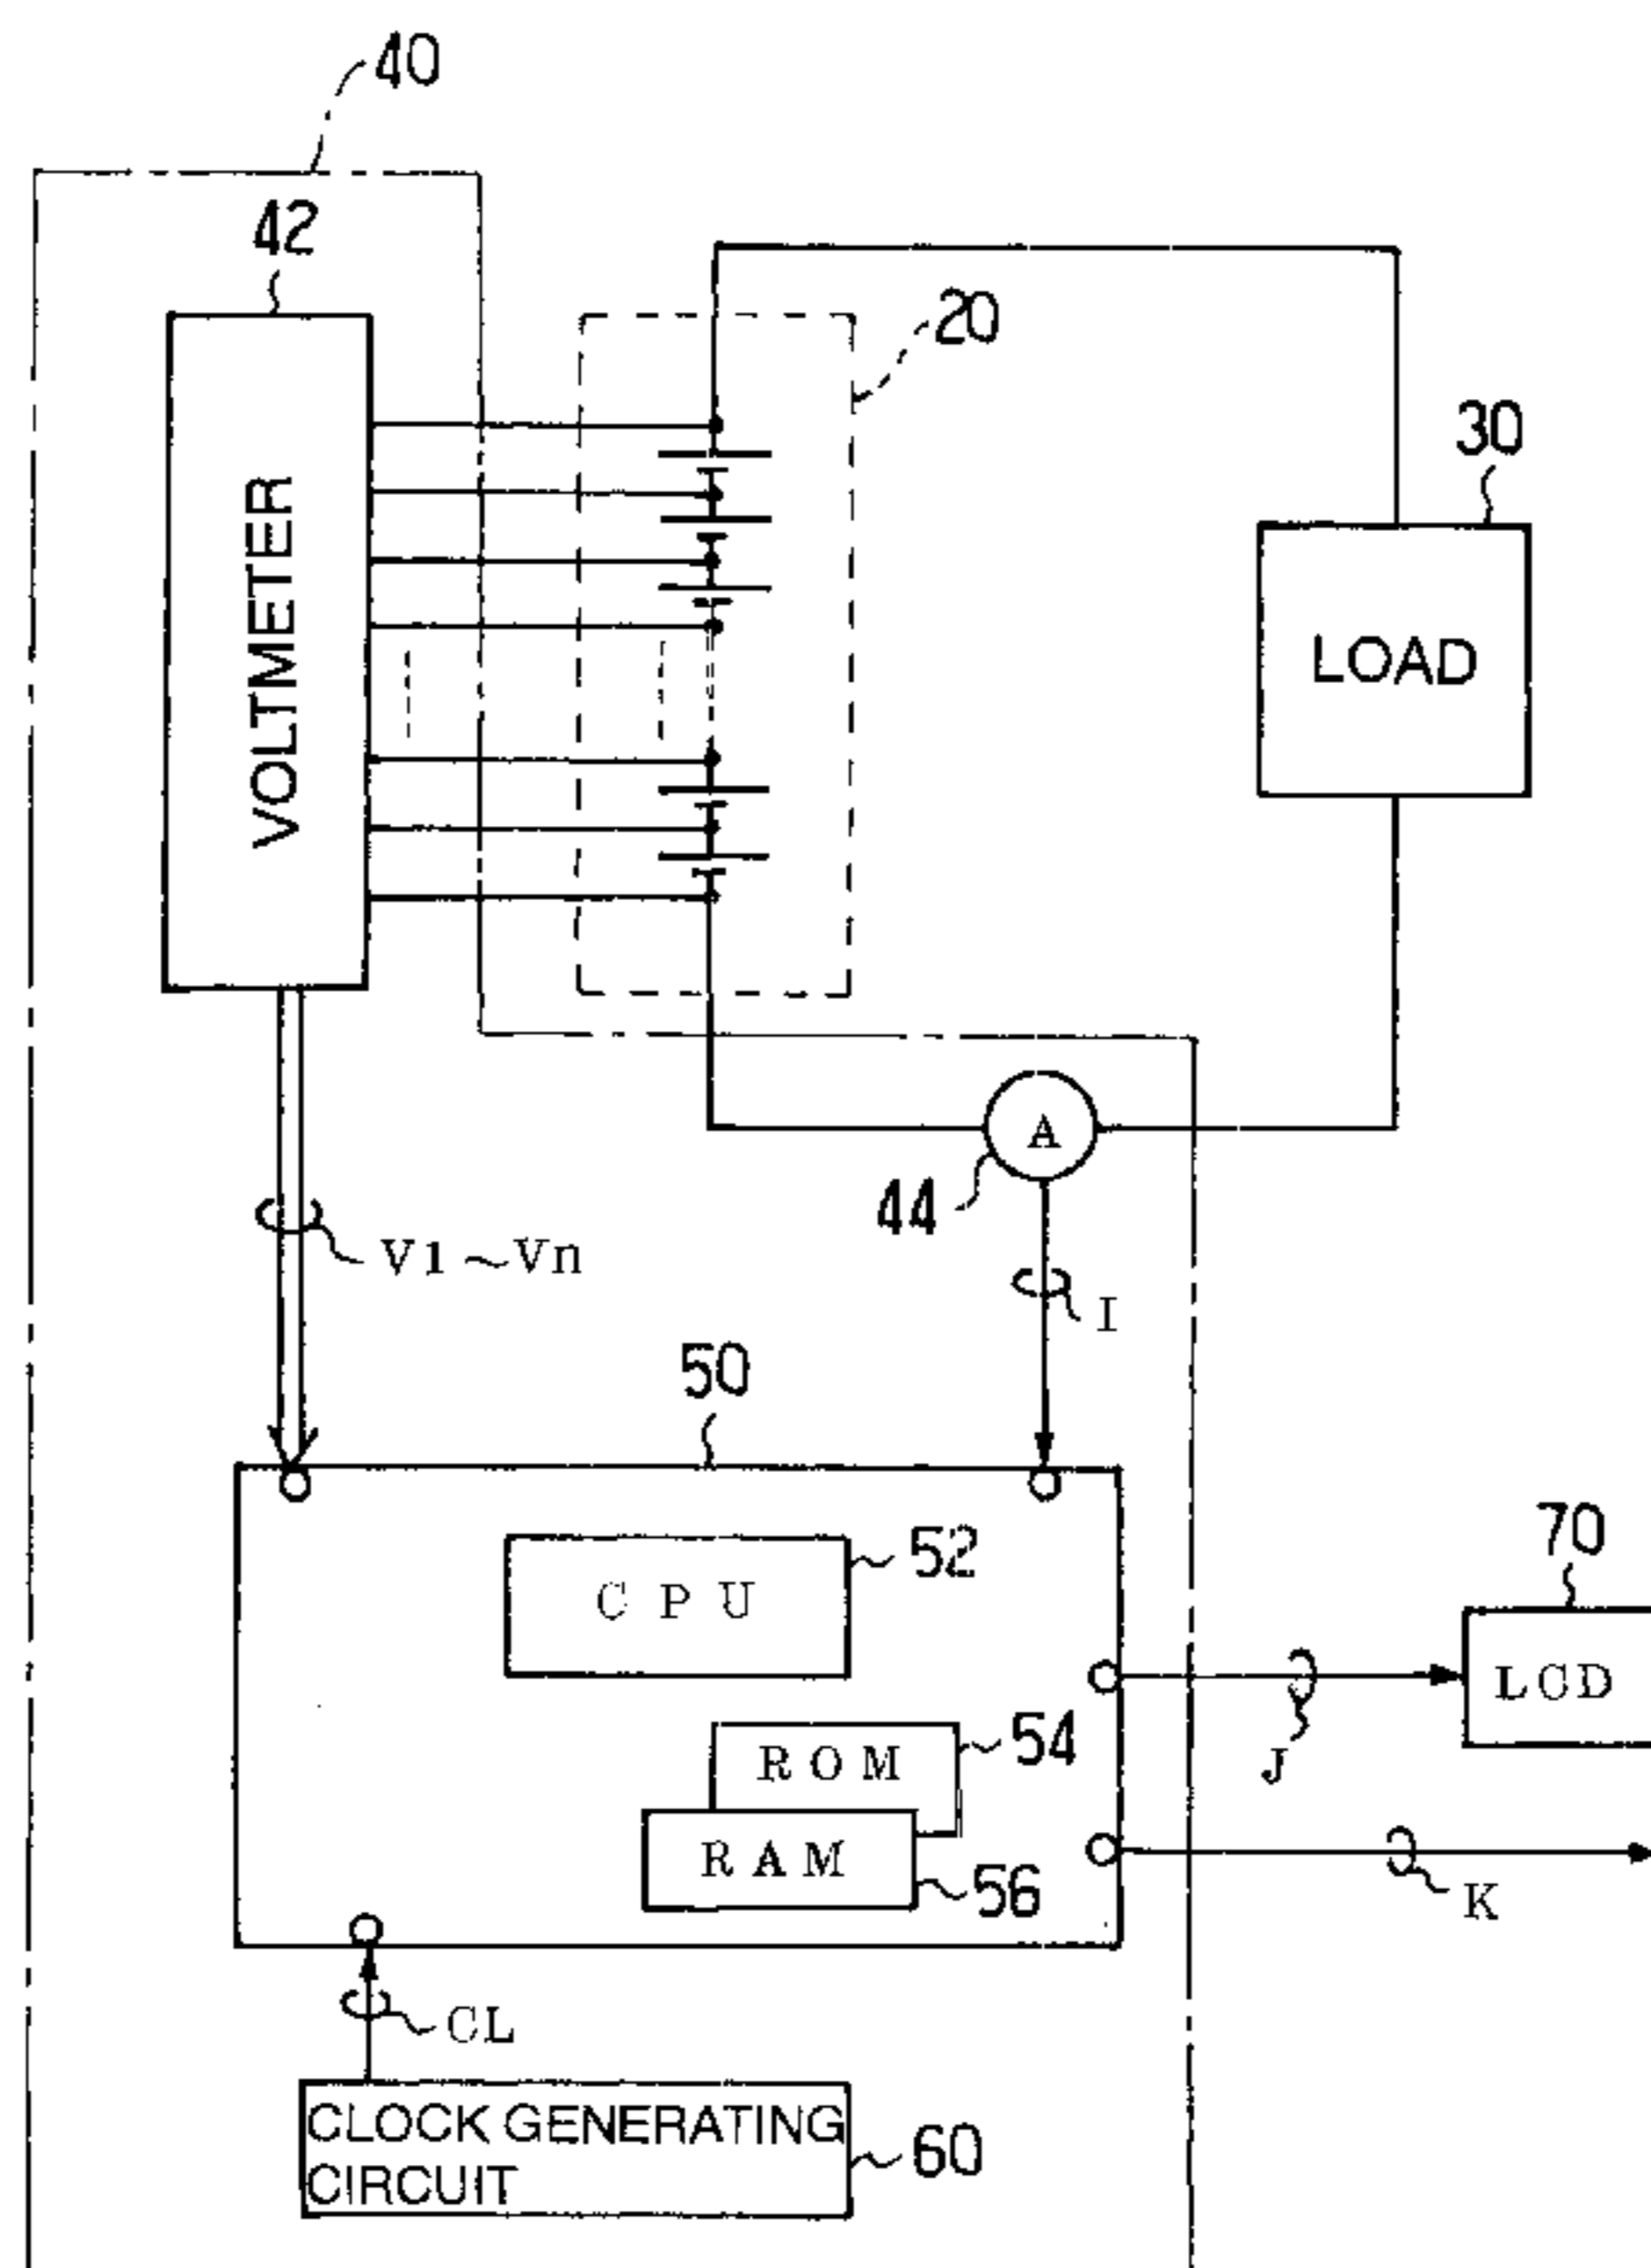 40
42
20
30
VOLTMETER
LOAD
A
44
V1～Vn
I
50
52
CPU
70
LCD
J
54
ROM
RAM
56
K
CL
CLOCK GENERATING
CIRCUIT
60